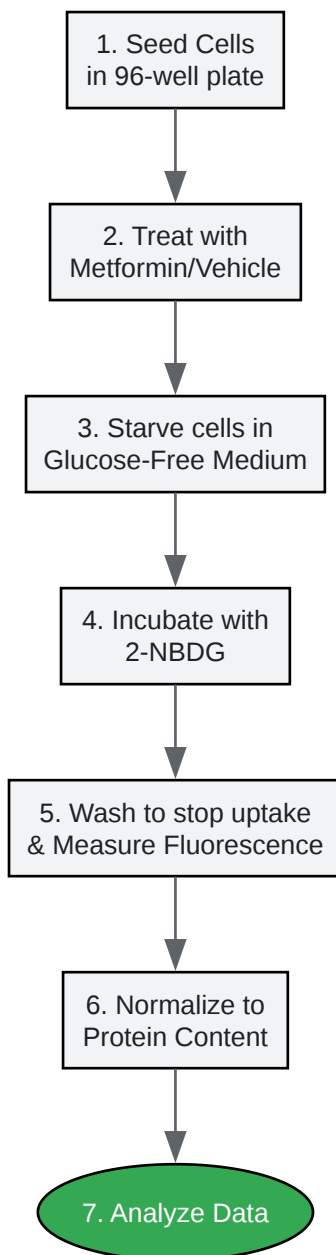 1. Seed Cells
in 96-well plate
2. Treat with
Metformin/Vehicle
3. Starve cells in
Glucose-Free Medium
4. Incubate with
2-NBDG
5. Wash to stop uptake
& Measure Fluorescence
6. Normalize to
Protein Content
7. Analyze Data